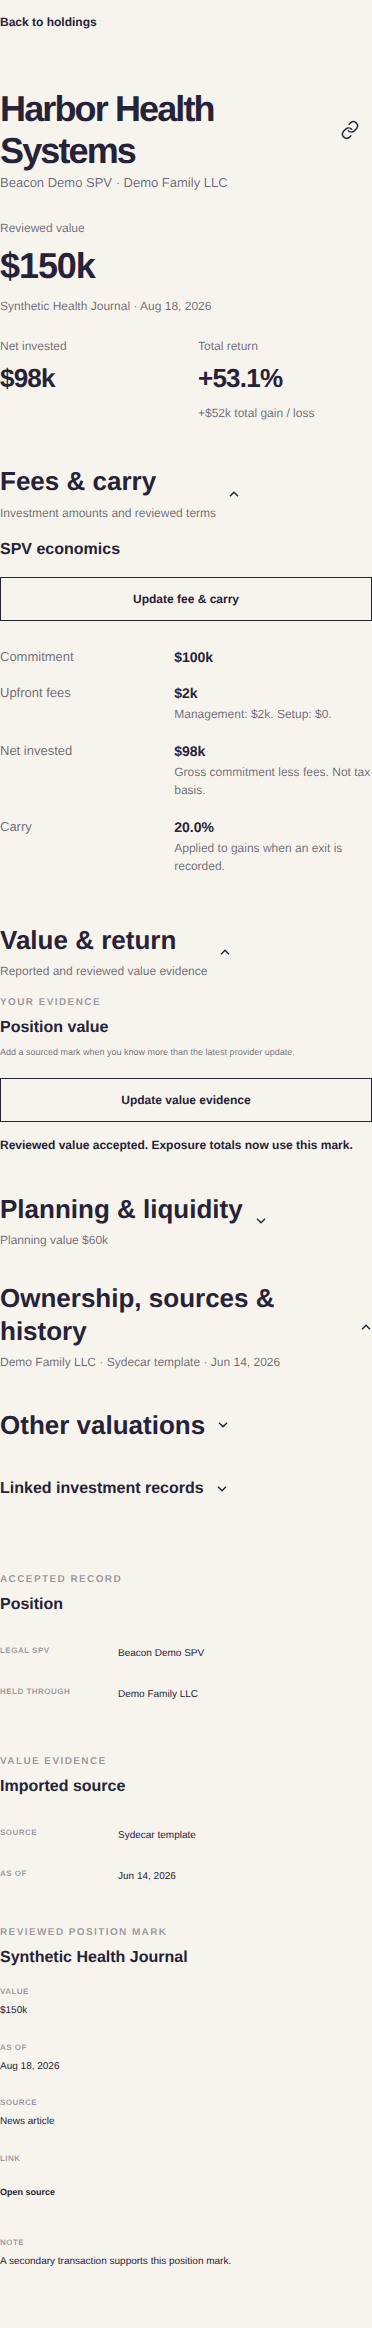 Back to holdings
Harbor Health
Systems
Beacon Demo SPV · Demo Family LLC
Reviewed value
$150k
Synthetic Health Journal · Aug 18, 2026
Net invested
$98k
Total return
+53.1%
+$52k total gain / loss
Fees & carry
Investment amounts and reviewed terms
SPV economics
Update fee & carry
Commitment
$100k
Upfront fees
$2k
Management: $2k. Setup: $0.
Net invested
$98k
Gross commitment less fees. Not tax
basis.
Carry
20.0%
Applied to gains when an exit is
recorded.
Value & return
Reported and reviewed value evidence
YOUR EVIDENCE
Position value
Add a sourced mark when you know more than the latest provider update.
Update value evidence
Reviewed value accepted. Exposure totals now use this mark.
Planning & liquidity
Planning value $60k
Ownership, sources &
history
Demo Family LLC · Sydecar template · Jun 14, 2026
Other valuations
Linked investment records
ACCEPTED RECORD
Position
LEGAL SPV
Beacon Demo SPV
HELD THROUGH
Demo Family LLC
VALUE EVIDENCE
Imported source
SOURCE
Sydecar template
AS OF
Jun 14, 2026
REVIEWED POSITION MARK
Synthetic Health Journal
VALUE
$150k
AS OF
Aug 18, 2026
SOURCE
News article
LINK
Open source
NOTE
A secondary transaction supports this position mark.